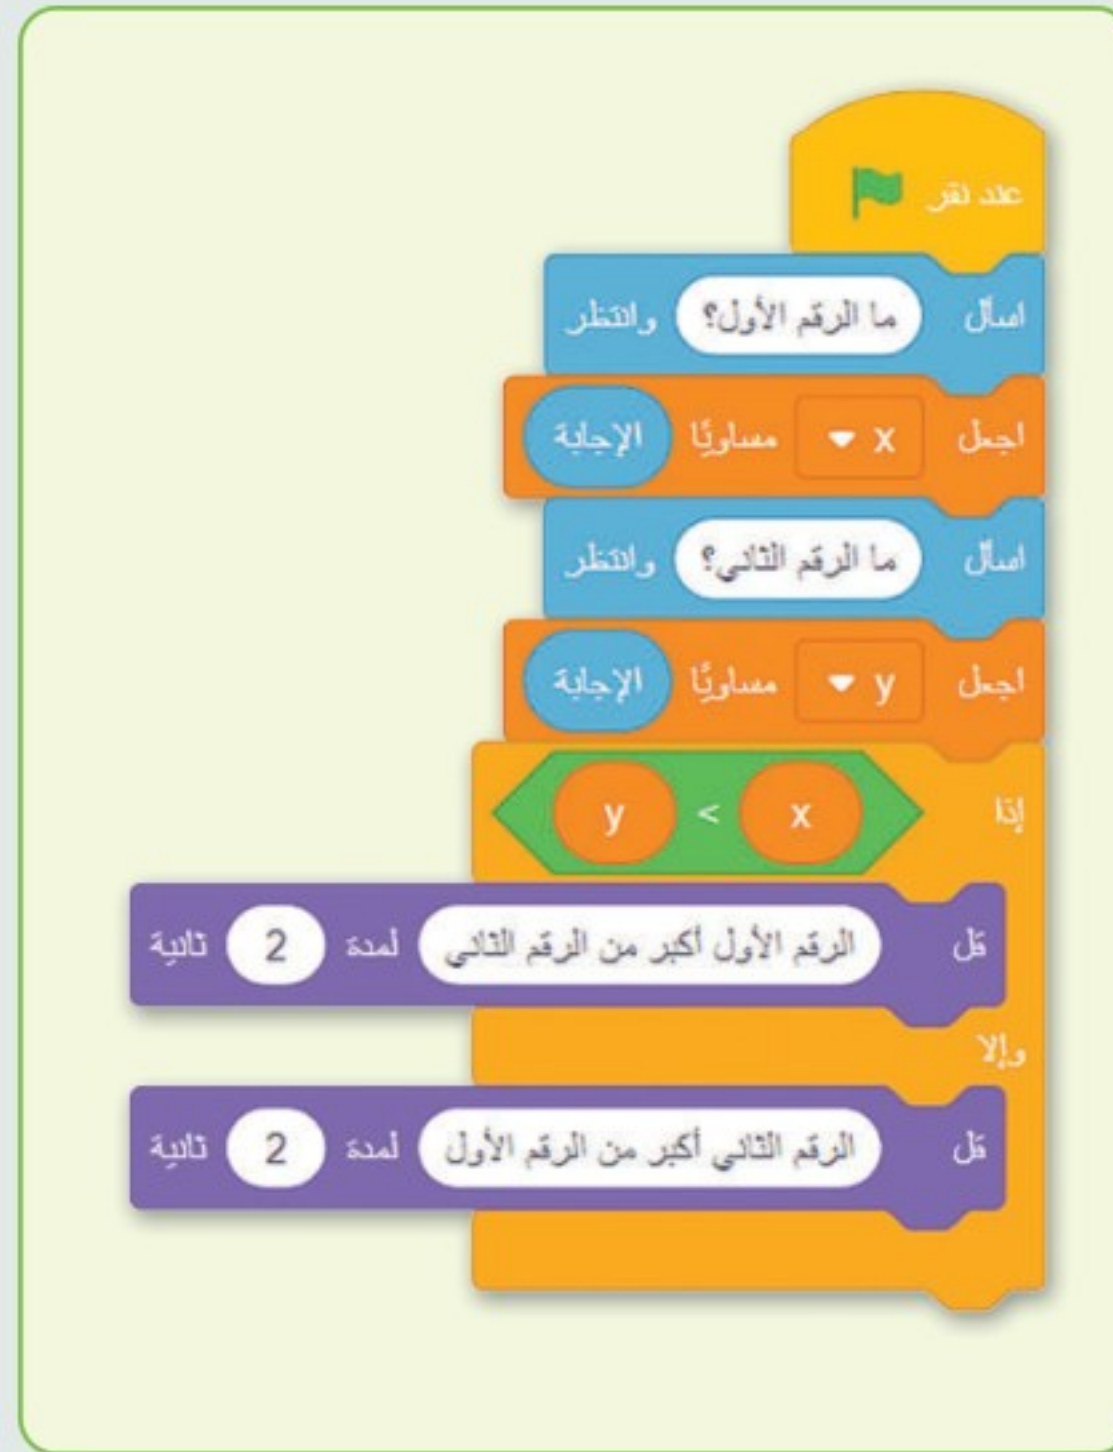 عند نقر
اسأل ما الرقم الأول؟ وانتظر
اجعل x مساويًا الإجابة
اسأل ما الرقم الثاني؟ وانتظر
اجعل y مساويًا الإجابة
إذا x < y
قل الرقم الأول أكبر من الرقم الثاني لمدة 2 ثانية
وإلا
قل الرقم الثاني أكبر من الرقم الأول لمدة 2 ثانية